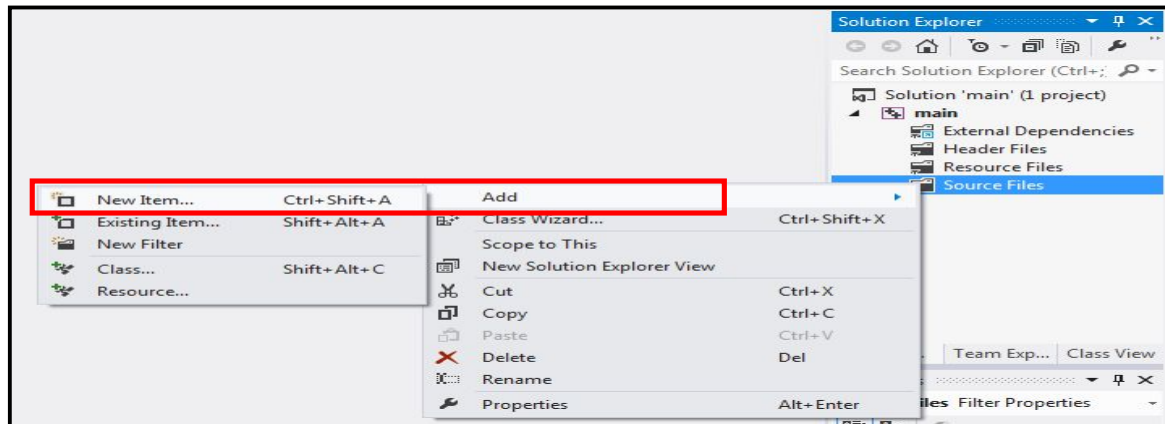 Solution Explorer
Search Solution Explorer (Ctrl+;
Solution 'main' (1 project)
main
External Dependencies
Header Files
Resource Files
Source Files
New Item... Ctrl+Shift+A
Existing Item... Shift+Alt+A
New Filter
Class... Shift+Alt+C
Resource...
Add
Class Wizard... Ctrl+Shift+X
Scope to This
New Solution Explorer View
Cut Ctrl+X
Copy Ctrl+C
Paste Ctrl+V
Delete Del
Rename
Properties Alt+Enter
Team Exp... Class View
Filter Properties